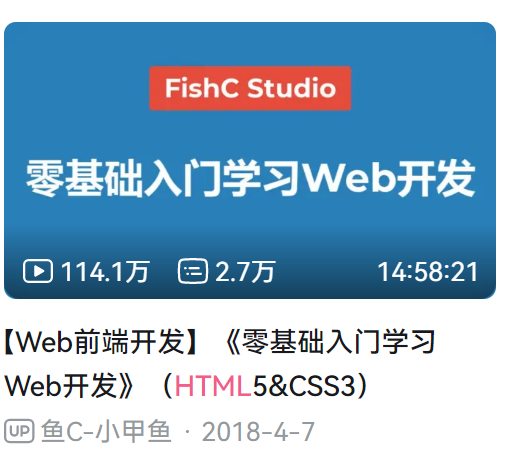 FishC Studio
零基础入门学习Web开发
114.1万 2.7万 14:58:21
【Web前端开发】《零基础入门学习
Web开发》（HTML5&CSS3）
UP 鱼C-小甲鱼 · 2018-4-7